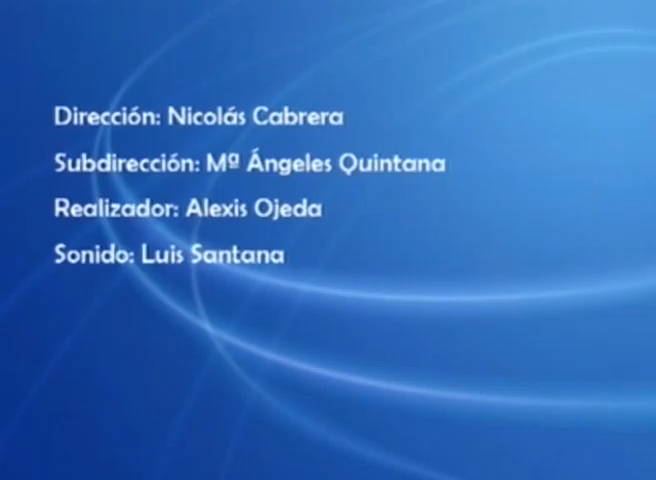 Dirección: Nicolás Cabrera
Subdirección: Mª Ángeles Quintana
Realizador: Alexis Ojeda
Sonido: Luis Santana